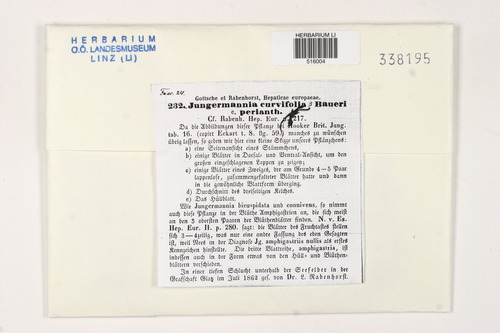 HERBARIUM
O.Ö. LANDESMUSEUM
LINZ (LI)
HERBARIUM LI
516004
338195
Fasc. 24.
Gottsche et Rabenhorst, Hepaticae europaeae.
232. Jungermannia curvifolia β Baueri
c. perianth.
Cf. Rabenh. Hep. Eur. 217.
Da die Abbildungen dieser Pflanze bei Hooker Brit. Jung.
tab. 16. (copirt Eckart t. 8. fig. 59.) manches zu wünschen
übrig lassen, so geben wir hier eine kleine Skizze unseres Pflänzchens:
a) eine Seitenansicht eines Stämmchens,
b) einige Blätter in Dorsal- und Ventral-Ansicht, um den
großen eingeschlagenen Lappen zu zeigen;
c) einige Blätter eines Zweiges, der am Grunde 4—5 Paar
lappenlose, zusammengefalteter Blätter hatte und dann
in die gewöhnliche Blattform überging.
d) Durchschnitt des dreiseitigen Kelches.
e) Das Hüllblatt.
Wie Jungermannia bicuspidata und connivens, so nimmt
auch diese Pflanze in der Blüthe Amphigastrien an, die sich meist
an den 3 obersten Paaren der Blüthenblätter finden. N. v. Es.
Hep. Eur. II. p. 280. sagt: die Blätter des Fruchtastes stellen
sich 3—4zeilig, was nur eine andere Fassung des eben Gesagten
ist, weil Nees in der Diagnose Jg. amphigastriis nullis als erstes
Kennzeichen hinstellte. Die dritte Blattreihe, amphigastria, ist
indessen auch in der Form etwas von den Hüll- und Blüthen-
blättern verschieden.
In einer tiefen Schlucht unterhalb der Seefelder in der
Grafschaft Glatz im Juli 1862 ges. von Dr. L. Rabenhorst.